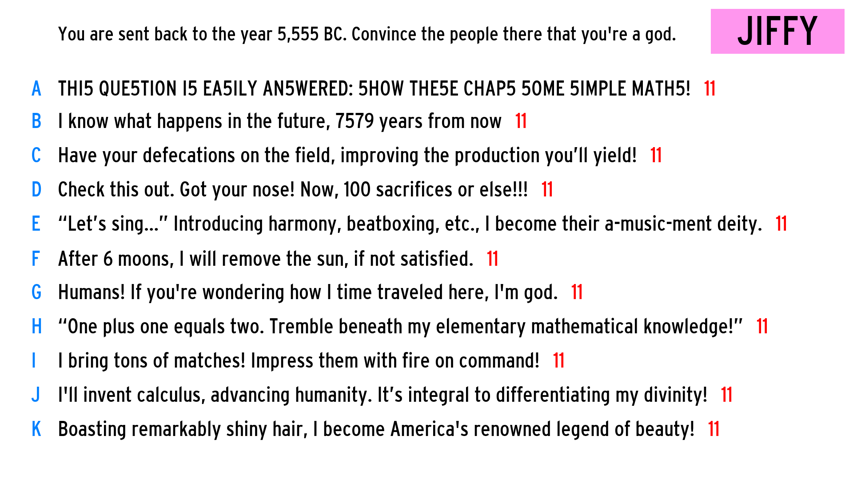 You are sent back to the year 5,555 BC. Convince the people there that you're a god.
JIFFY
A THI5 QUE5TION I5 EA5ILY AN5WERED: 5HOW THE5E CHAP5 5OME 5IMPLE MATH5! 11
B I know what happens in the future, 7579 years from now 11
C Have your defecations on the field, improving the production you’ll yield! 11
D Check this out. Got your nose! Now, 100 sacrifices or else!!! 11
E “Let’s sing...” Introducing harmony, beatboxing, etc., I become their a-music-ment deity. 11
F After 6 moons, I will remove the sun, if not satisfied. 11
G Humans! If you're wondering how I time traveled here, I'm god. 11
H “One plus one equals two. Tremble beneath my elementary mathematical knowledge!” 11
I I bring tons of matches! Impress them with fire on command! 11
J I'll invent calculus, advancing humanity. It’s integral to differentiating my divinity! 11
K Boasting remarkably shiny hair, I become America's renowned legend of beauty! 11